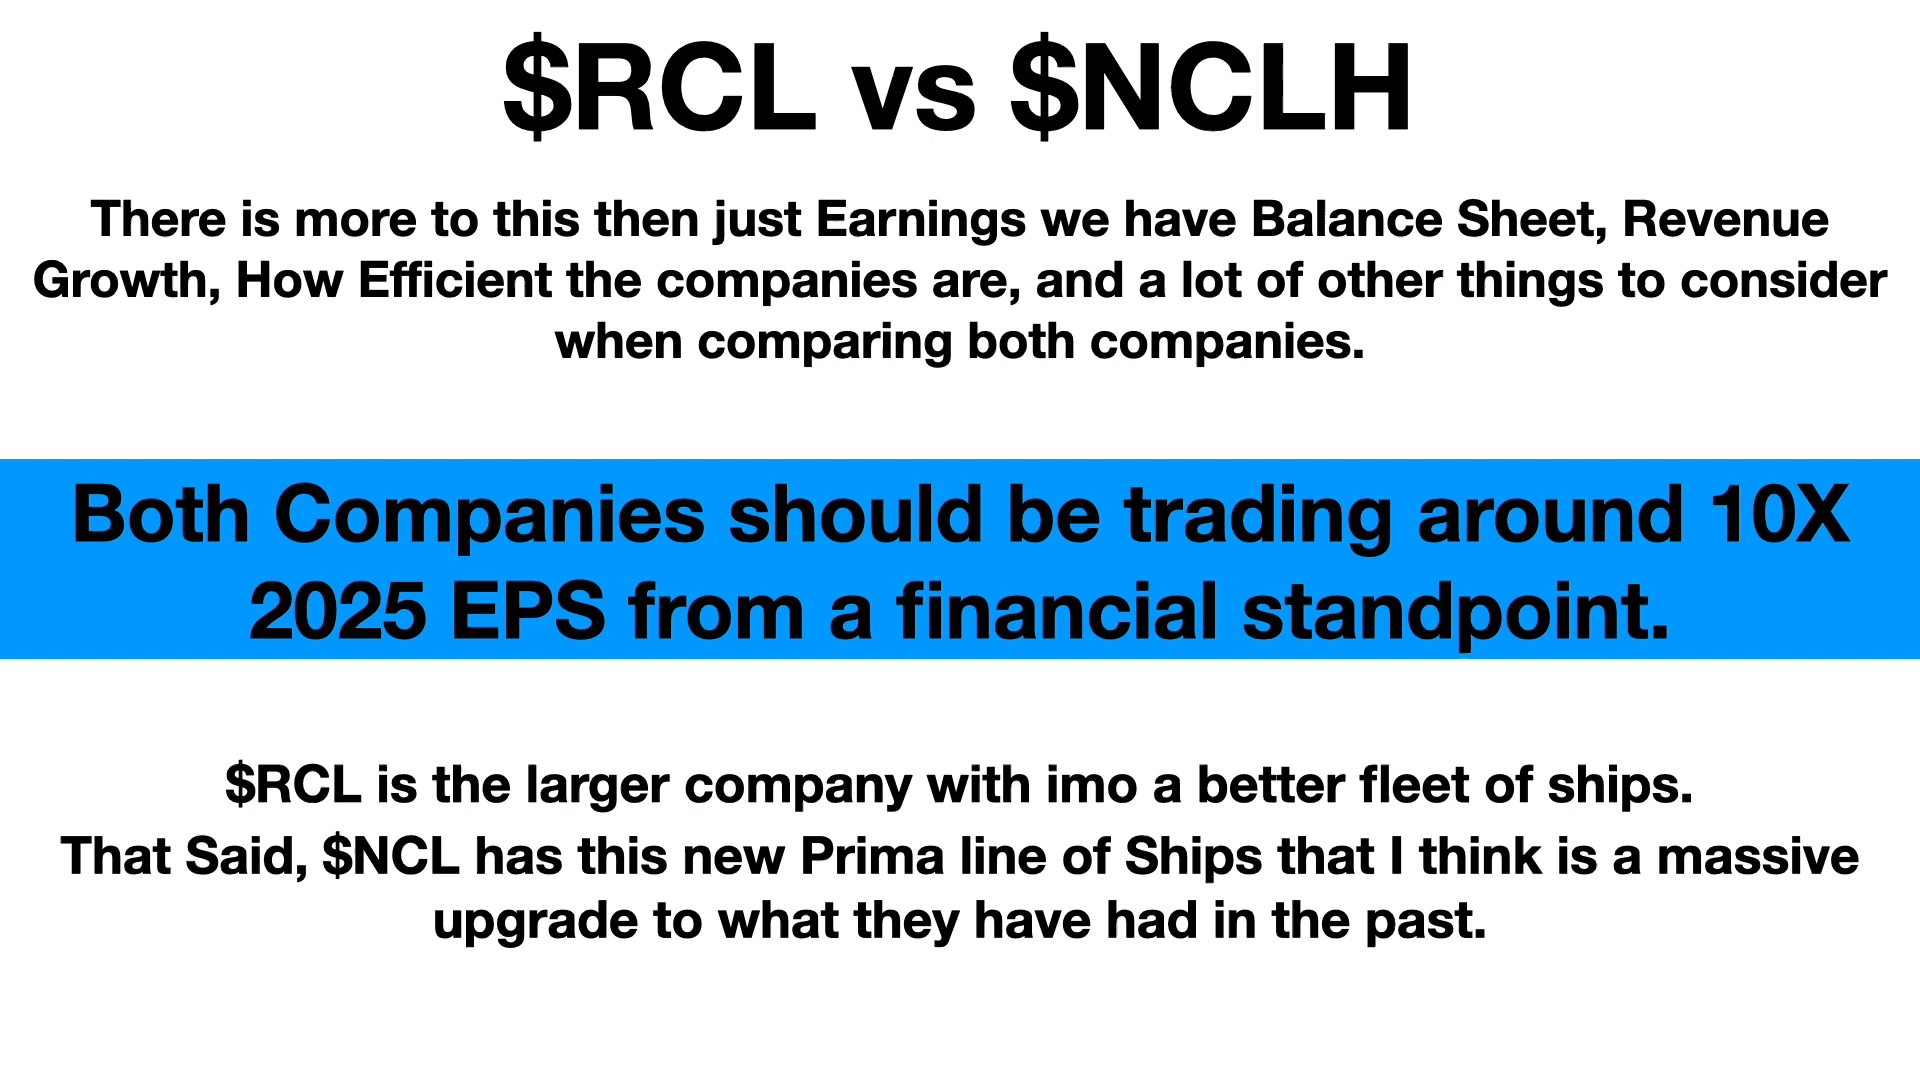 $RCL vs $NCLH
There is more to this then just Earnings we have Balance Sheet, Revenue
Growth, How Efficient the companies are, and a lot of other things to consider
when comparing both companies.
Both Companies should be trading around 10X
2025 EPS from a financial standpoint.
$RCL is the larger company with imo a better fleet of ships.
That Said, $NCL has this new Prima line of Ships that I think is a massive
upgrade to what they have had in the past.